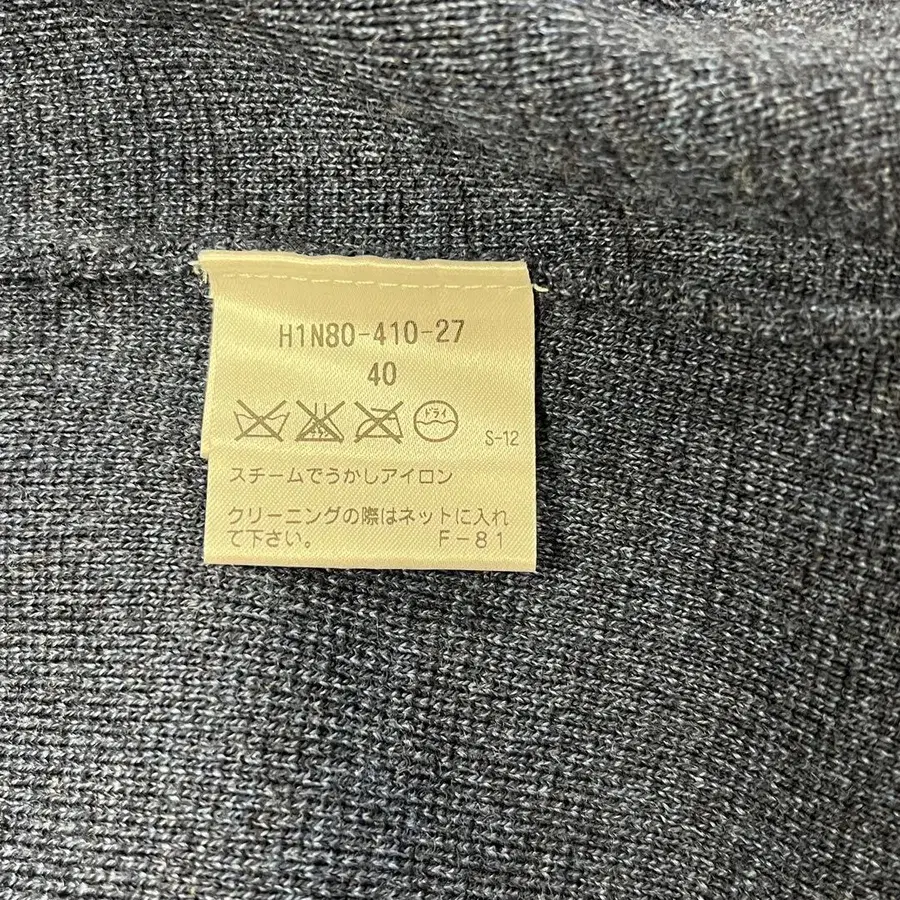 H1N80-410-27
40
ドライ
S-12
スチームでうかしアイロン
クリーニングの際はネットに入れ
て下さい。 F-81